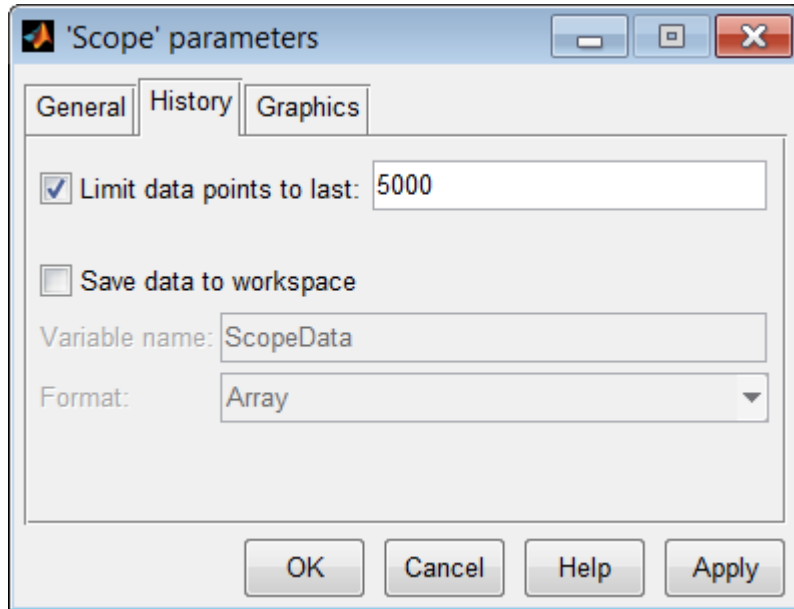 'Scope' parameters
General History Graphics
Limit data points to last: 5000
Save data to workspace
Variable name: ScopeData
Format: Array
OK Cancel Help Apply